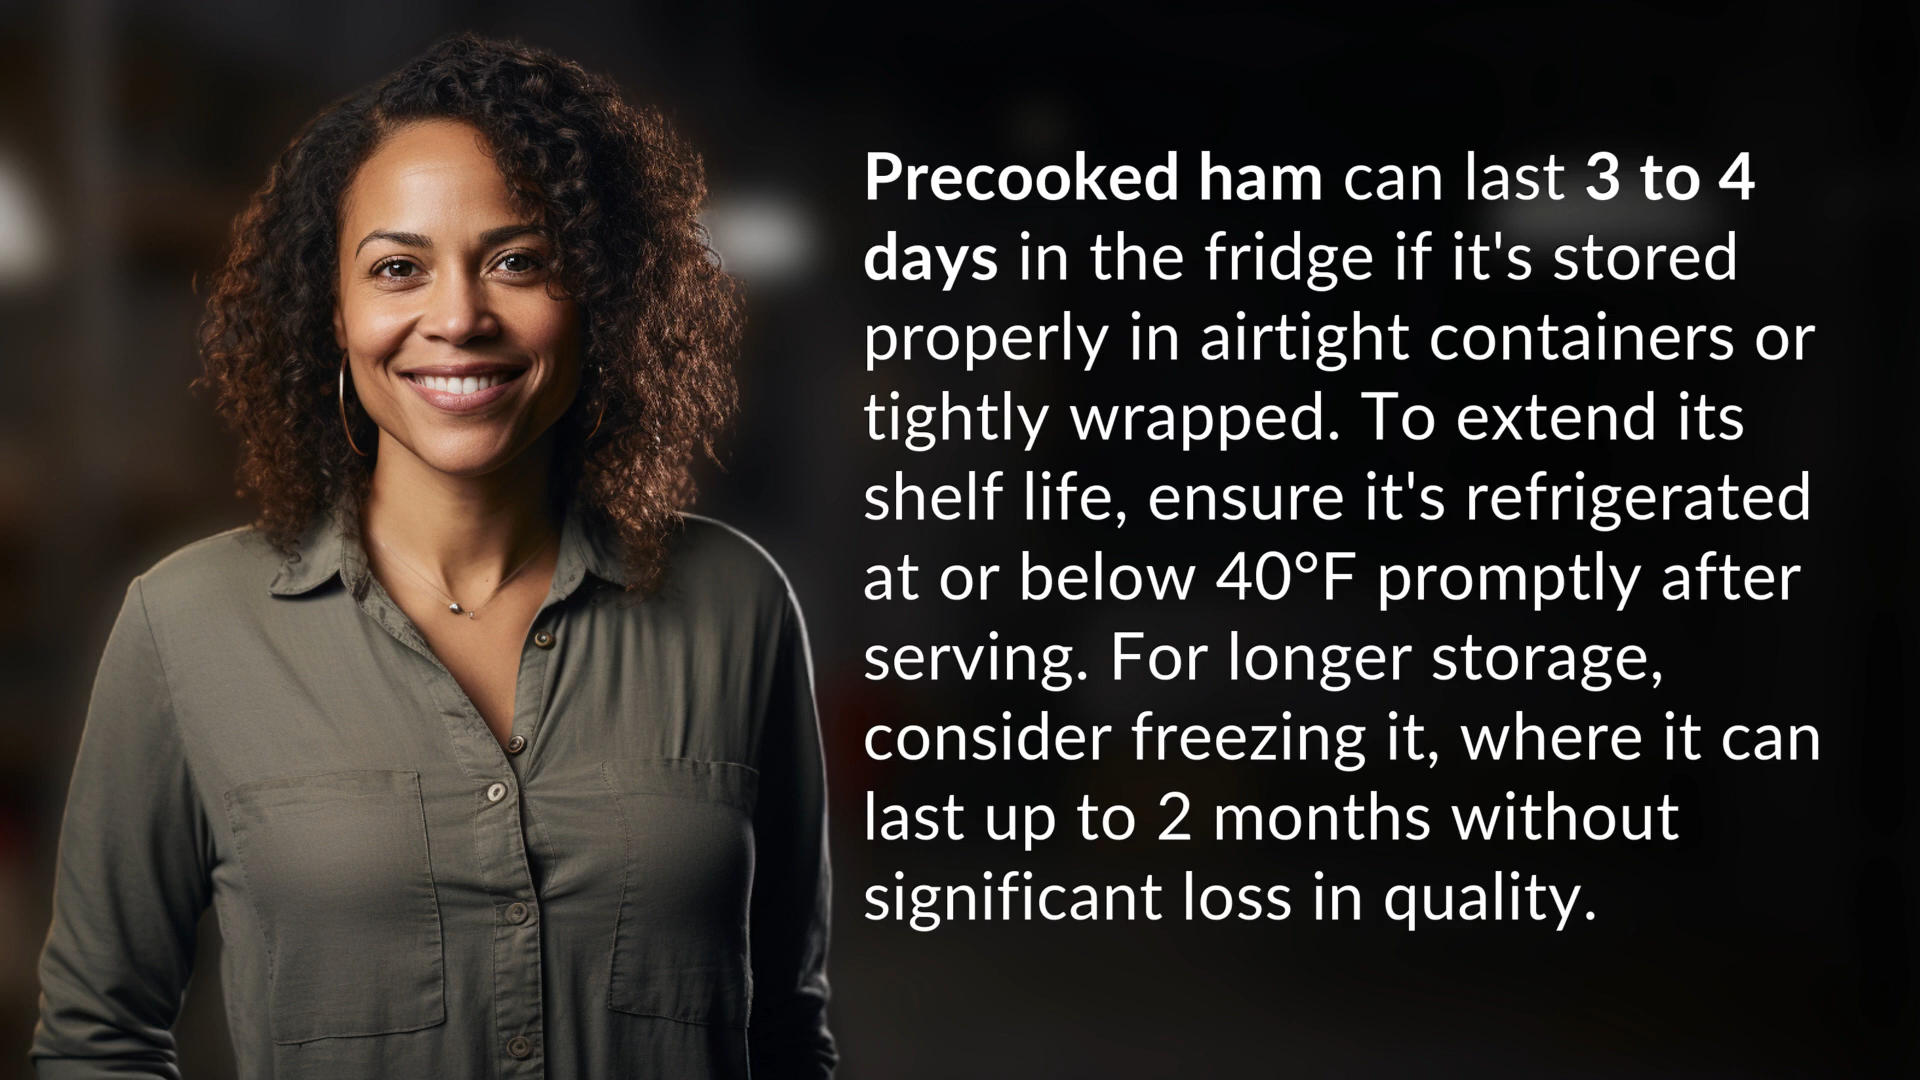 Precooked ham can last 3 to 4
days in the fridge if it's stored
properly in airtight containers or
tightly wrapped. To extend its
shelf life, ensure it's refrigerated
at or below 40°F promptly after
serving. For longer storage,
consider freezing it, where it can
last up to 2 months without
significant loss in quality.